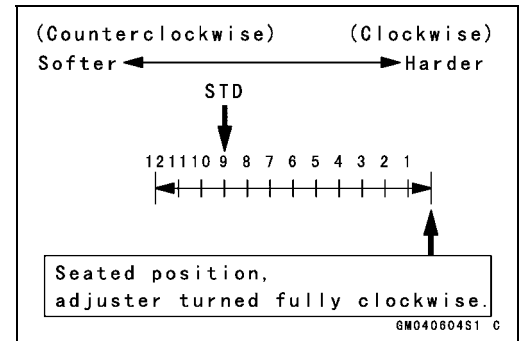 (Counterclockwise) (Clockwise)
Softer Harder
STD
12 11 10 9 8 7 6 5 4 3 2 1
Seated position,
adjuster turned fully clockwise.
GM040604S1 C